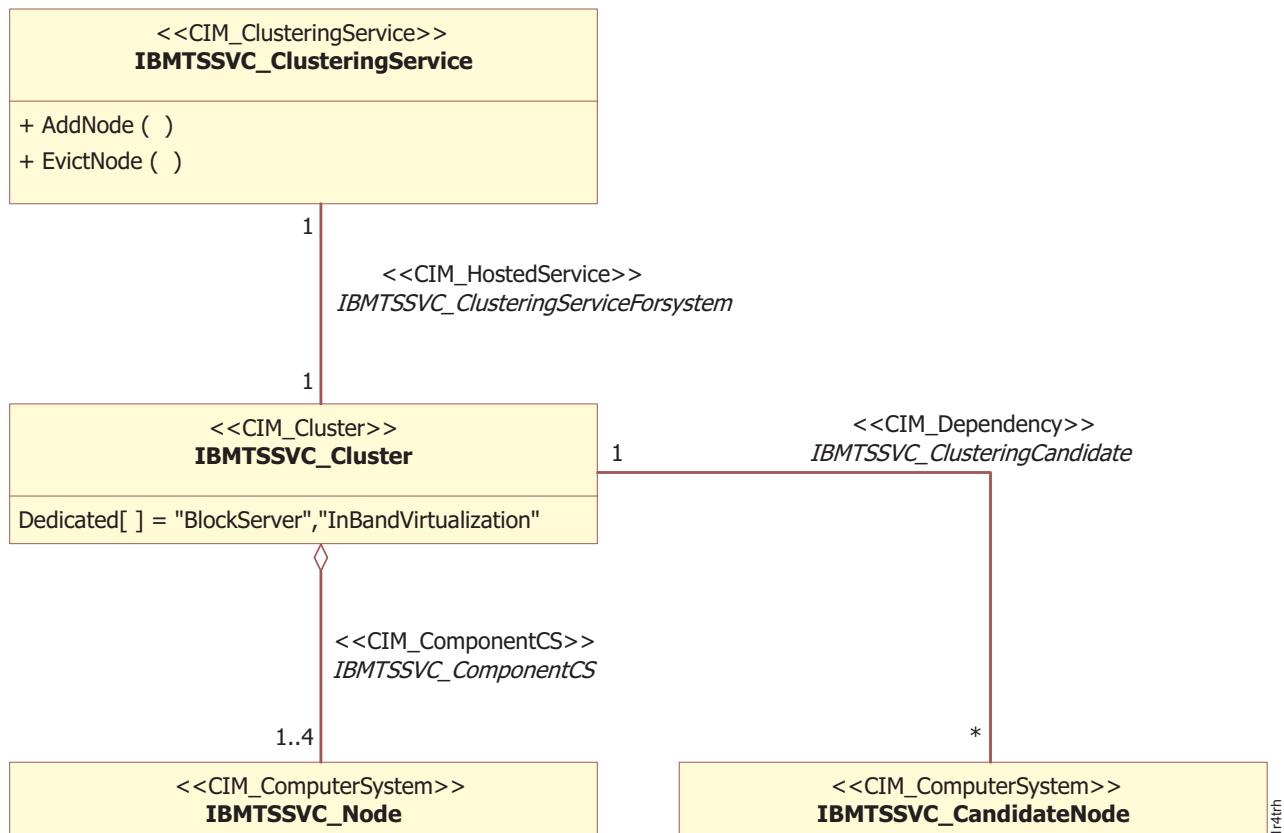 <<CIM_ClusteringService>>
IBMTSSVC_ClusteringService
+ AddNode (  )
+ EvictNode (  )
1
<<CIM_HostedService>>
IBMTSSVC_ClusteringServiceForsystem
1
<<CIM_Cluster>>
IBMTSSVC_Cluster
Dedicated[ ] = "BlockServer","InBandVirtualization"
1
<<CIM_Dependency>>
IBMTSSVC_ClusteringCandidate
<<CIM_ComponentCS>>
IBMTSSVC_ComponentCS
1..4
*
<<CIM_ComputerSystem>>
IBMTSSVC_Node
<<CIM_ComputerSystem>>
IBMTSSVC_CandidateNode